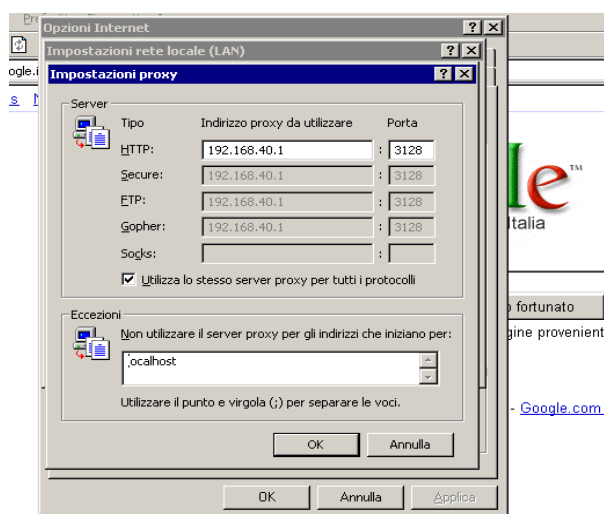 Opzioni Internet
Impostazioni rete locale (LAN)
ogle.i
Impostazioni proxy
s
Server
Tipo Indirizzo proxy da utilizzare Porta
HTTP: 192.168.40.1 : 3128
Secure: 192.168.40.1 : 3128
FTP: 192.168.40.1 : 3128
Gopher: 192.168.40.1 : 3128
Socks: :
Utilizza lo stesso server proxy per tutti i protocolli
le™
Italia
Eccezioni
Non utilizzare il server proxy per gli indirizzi che iniziano per:
ocalhost
Utilizzare il punto e virgola (;) per separare le voci.
o fortunato
gine provenient
- Google.com
OK Annulla
OK Annulla Applica